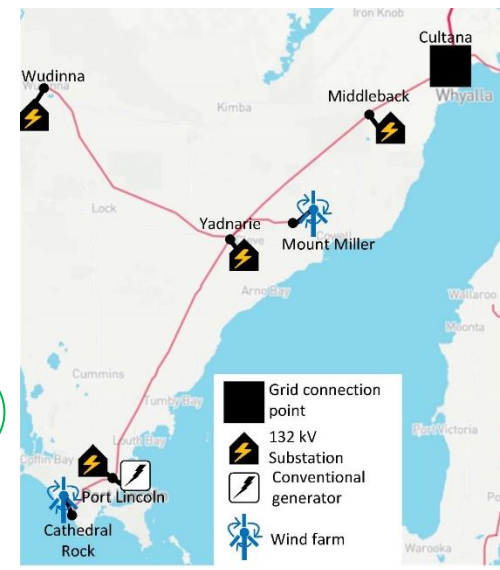 Iron Knob
Cultana
Wudinna
Whyalla
Middleback
Kimba
Lock
Yadnarie
Cowell
Mount Miller
Arno Bay
Wallaroo
Moonta
Cummins
Tumby Bay
Louth Bay
Coffin Bay
Port Lincoln
Cathedral
Rock
Port Victoria
Warooka
Grid connection
point
132 kV
Substation
Conventional
generator
Wind farm